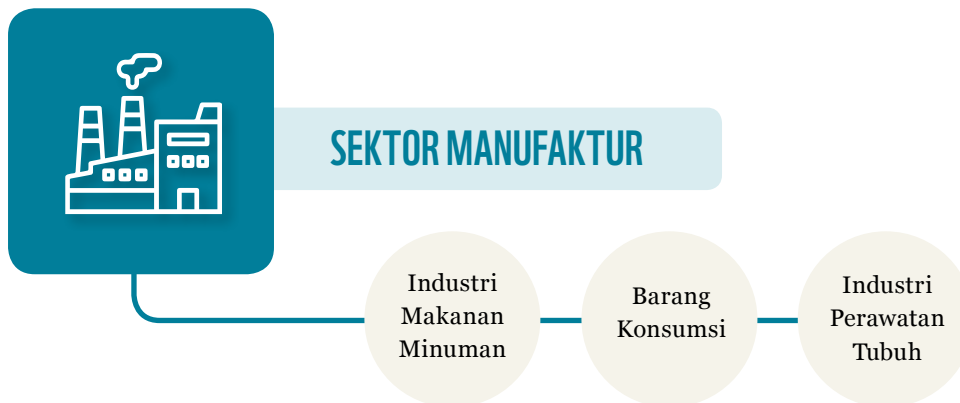 SEKTOR MANUFAKTUR
Industri
Makanan
Minuman
Barang
Konsumsi
Industri
Perawatan
Tubuh